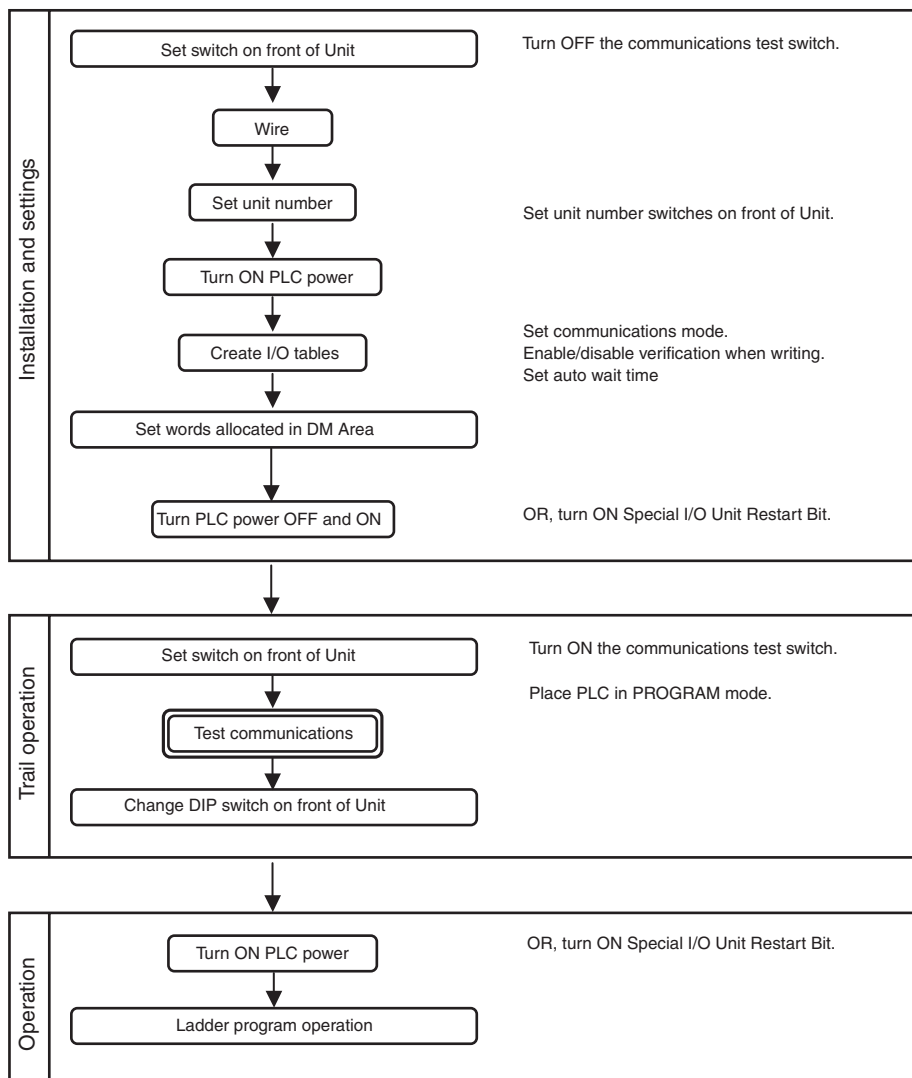 Installation and settings
Set switch on front of Unit
Turn OFF the communications test switch.
Wire
Set unit number
Set unit number switches on front of Unit.
Turn ON PLC power
Create I/O tables
Set communications mode.
Enable/disable verification when writing.
Set auto wait time
Set words allocated in DM Area
Turn PLC power OFF and ON
OR, turn ON Special I/O Unit Restart Bit.
Trail operation
Set switch on front of Unit
Turn ON the communications test switch.
Place PLC in PROGRAM mode.
Test communications
Change DIP switch on front of Unit
Operation
Turn ON PLC power
OR, turn ON Special I/O Unit Restart Bit.
Ladder program operation